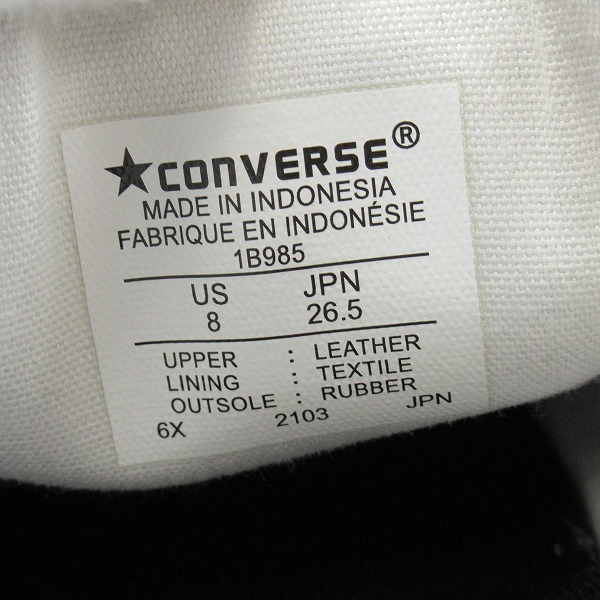 ★CONVERSE®
MADE IN INDONESIA
FABRIQUE EN INDONÉSIE
1B985
US JPN
8 26.5
UPPER : LEATHER
LINING : TEXTILE
OUTSOLE : RUBBER
6X 2103 JPN